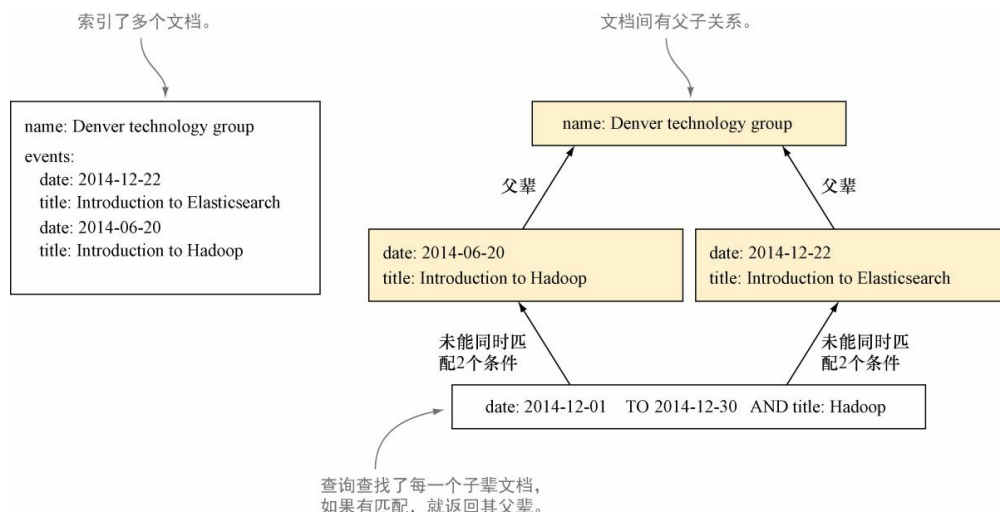 索引了多个文档。
文档间有父子关系。
name: Denver technology group
events:
date: 2014-12-22
title: Introduction to Elasticsearch
date: 2014-06-20
title: Introduction to Hadoop
name: Denver technology group
父辈
父辈
date: 2014-06-20
title: Introduction to Hadoop
date: 2014-12-22
title: Introduction to Elasticsearch
未能同时匹
配2个条件
未能同时匹
配2个条件
date: 2014-12-01 TO 2014-12-30 AND title: Hadoop
查询查找了每一个子辈文档，
如果有匹配，就返回其父辈。